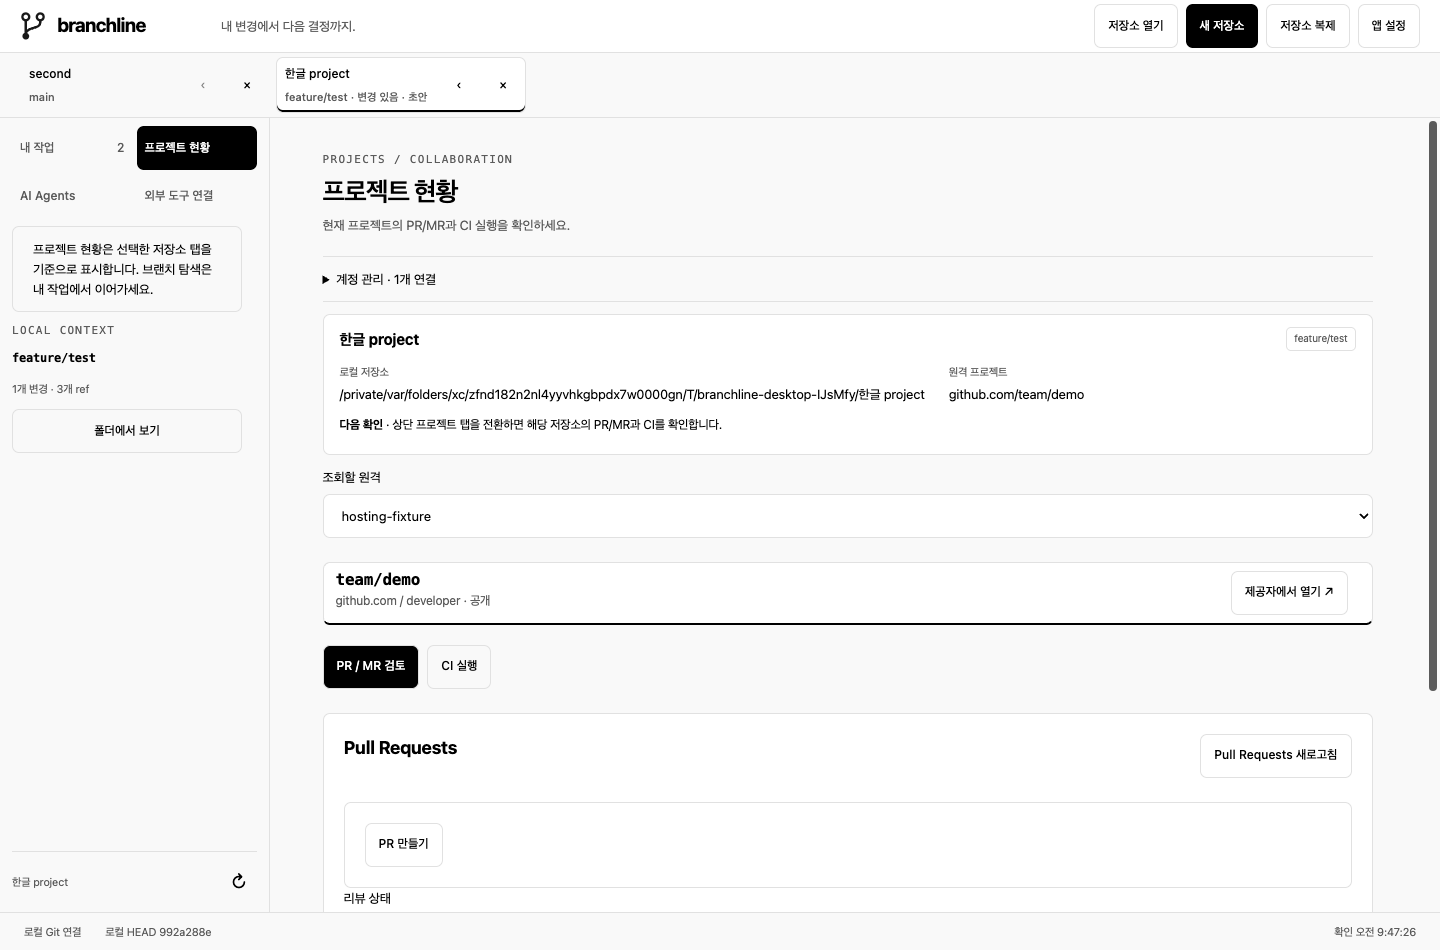 branchline
내 변경에서 다음 결정까지.
저장소 열기
새 저장소
저장소 복제
앱 설정
second
main
‹
×
한글 project
feature/test · 변경 있음 · 초안
‹
×
내 작업 2
프로젝트 현황
AI Agents
외부 도구 연결
프로젝트 현황은 선택한 저장소 탭을
기준으로 표시합니다. 브랜치 탐색은
내 작업에서 이어가세요.
LOCAL CONTEXT
feature/test
1개 변경 · 3개 ref
폴더에서 보기
한글 project
PROJECTS / COLLABORATION
프로젝트 현황
현재 프로젝트의 PR/MR과 CI 실행을 확인하세요.
▶ 계정 관리 · 1개 연결
한글 project
feature/test
로컬 저장소
/private/var/folders/xc/zfnd182n2nl4yyvhkgbpdx7w0000gn/T/branchline-desktop-IJsMfy/한글 project
원격 프로젝트
github.com/team/demo
다음 확인 · 상단 프로젝트 탭을 전환하면 해당 저장소의 PR/MR과 CI를 확인합니다.
조회할 원격
hosting-fixture
team/demo
github.com / developer · 공개
제공자에서 열기 ↗
PR / MR 검토
CI 실행
Pull Requests
Pull Requests 새로고침
PR 만들기
리뷰 상태
로컬 Git 연결
로컬 HEAD 992a288e
확인 오전 9:47:26